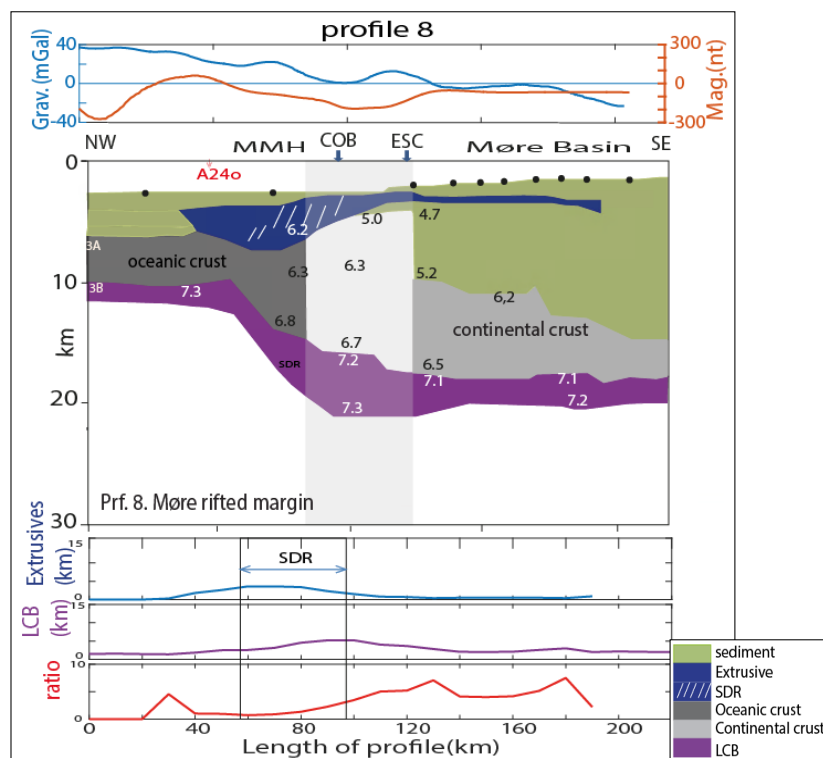 profile 8
40
0
-40
Grav. (mGal)
300
0
-300
Mag.(nt)
NW
MMH
COB
ESC
Møre Basin
SE
0
10
20
30
km
A24o
6.2
5.0
4.7
3A
oceanic crust
6.3
6.3
5.2
3B
7.3
6,2
6.8
6.7
continental crust
SDR
7.2
6.5
7.1
7.1
7.3
7.2
Prf. 8. Møre rifted margin
Extrusives
(km)
15
0
SDR
LCB
(km)
15
0
ratio
10
0
0
40
80
120
160
200
Length of profile(km)
sediment
Extrusive
SDR
Oceanic crust
Continental crust
LCB